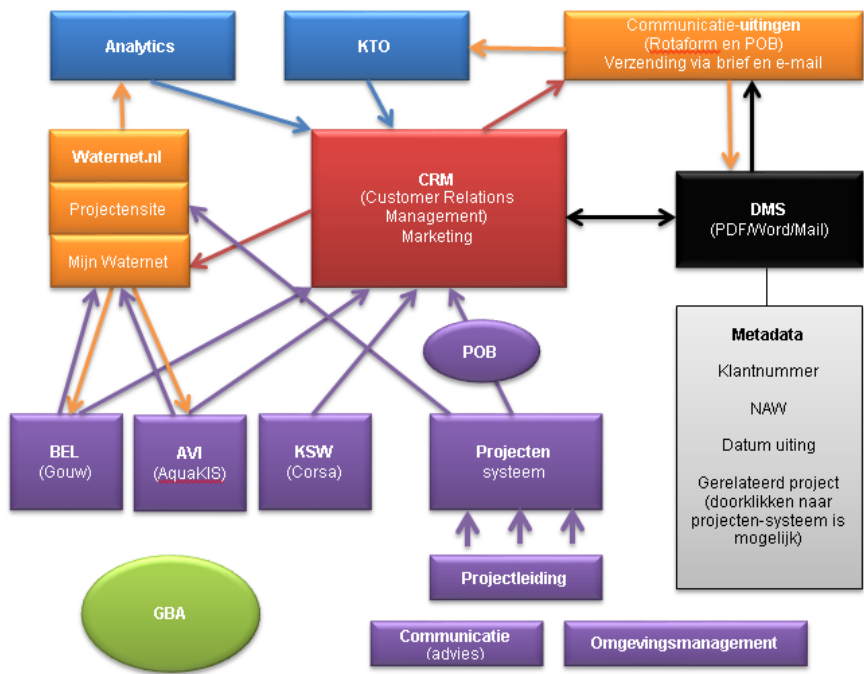 Analytics
KTO
Communicatie-uitingen
(Rotaform en POB)
Verzending via brief en e-mail
Waternet.nl
Projectensite
Mijn Waternet
CRM
(Customer Relations
Management)
Marketing
DMS
(PDF/Word/Mail)
POB
Metadata
Klantnummer
NAW
Datum uiting
Gerelateerd project
(doorklikken naar
projecten-systeem is
mogelijk)
BEL
(Gouw)
AVI
(AquaKIS)
KSW
(Corsa)
Projecten
systeem
Projectleiding
GBA
Communicatie
(advies)
Omgevingsmanagement